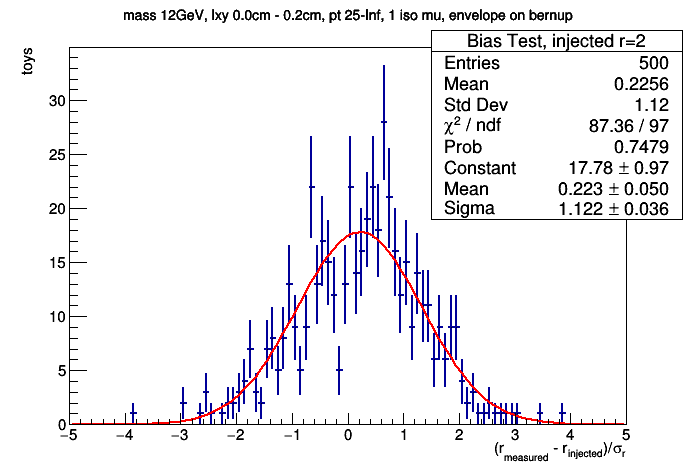 mass 12GeV, lxy 0.0cm - 0.2cm, pt 25-Inf, 1 iso mu, envelope on bernup
Bias Test, injected r=2
Entries 500
Mean 0.2256
Std Dev 1.12
χ² / ndf 87.36 / 97
Prob 0.7479
Constant 17.78 ± 0.97
Mean 0.223 ± 0.050
Sigma 1.122 ± 0.036
toys
30
25
20
15
10
5
0
−5 −4 −3 −2 −1 0 1 2 3 4 5
(r_measured - r_injected)/σ_r